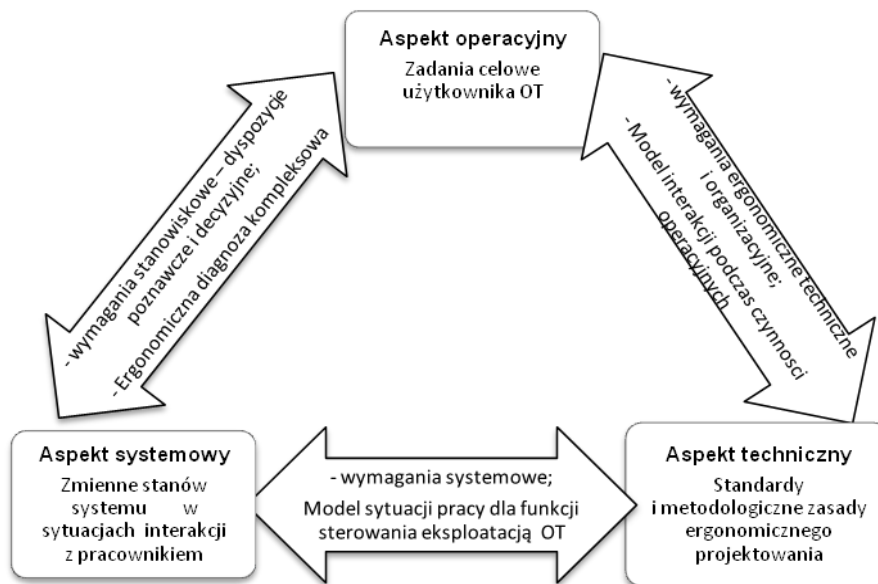 Aspekt operacyjny
Zadania celowe
użytkownika OT
- wymagania stanowiskowe – dyspozycje
poznawcze i decyzyjne;
- Ergonomiczna diagnoza kompleksowa
- wymagania ergonomiczne techniczne
i organizacyjne;
- Model interakcji podczas czynnosci
operacyjnych
Aspekt systemowy
Zmienne stanów
systemu w
sytuacjach interakcji
z pracownikiem
- wymagania systemowe;
Model sytuacji pracy dla funkcji
sterowania eksploatacją OT
Aspekt techniczny
Standardy
i metodologiczne zasady
ergonomicznego
projektowania